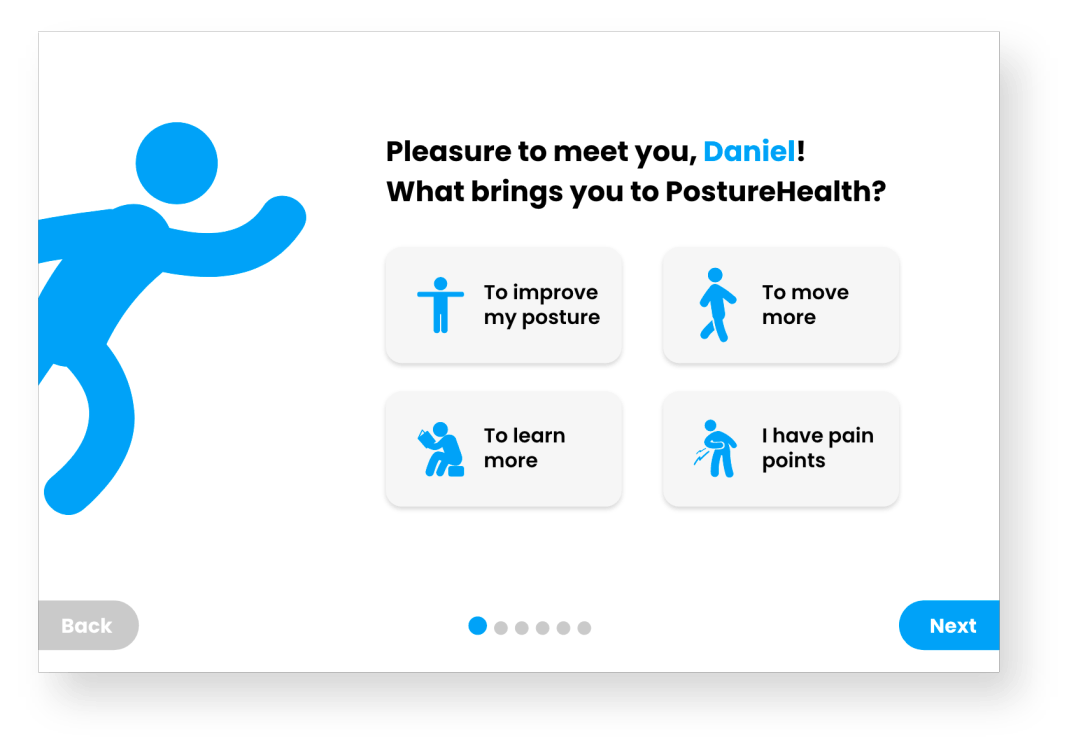 Pleasure to meet you, Daniel!
What brings you to PostureHealth?
To improve
my posture
To move
more
To learn
more
I have pain
points
Back
Next